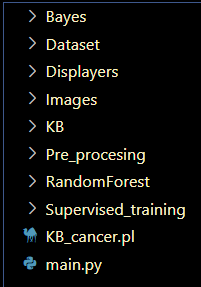 Bayes
Dataset
Displayers
Images
KB
Pre_procesing
RandomForest
Supervised_training
KB_cancer.pl
main.py